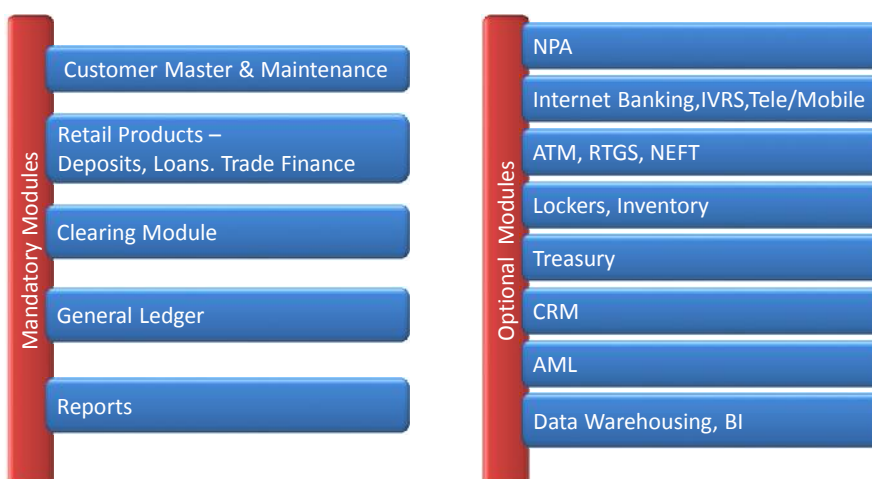 Mandatory Modules
Customer Master & Maintenance
Retail Products –
Deposits, Loans. Trade Finance
Clearing Module
General Ledger
Reports
Optional Modules
NPA
Internet Banking,IVRS,Tele/Mobile
ATM, RTGS, NEFT
Lockers, Inventory
Treasury
CRM
AML
Data Warehousing, BI